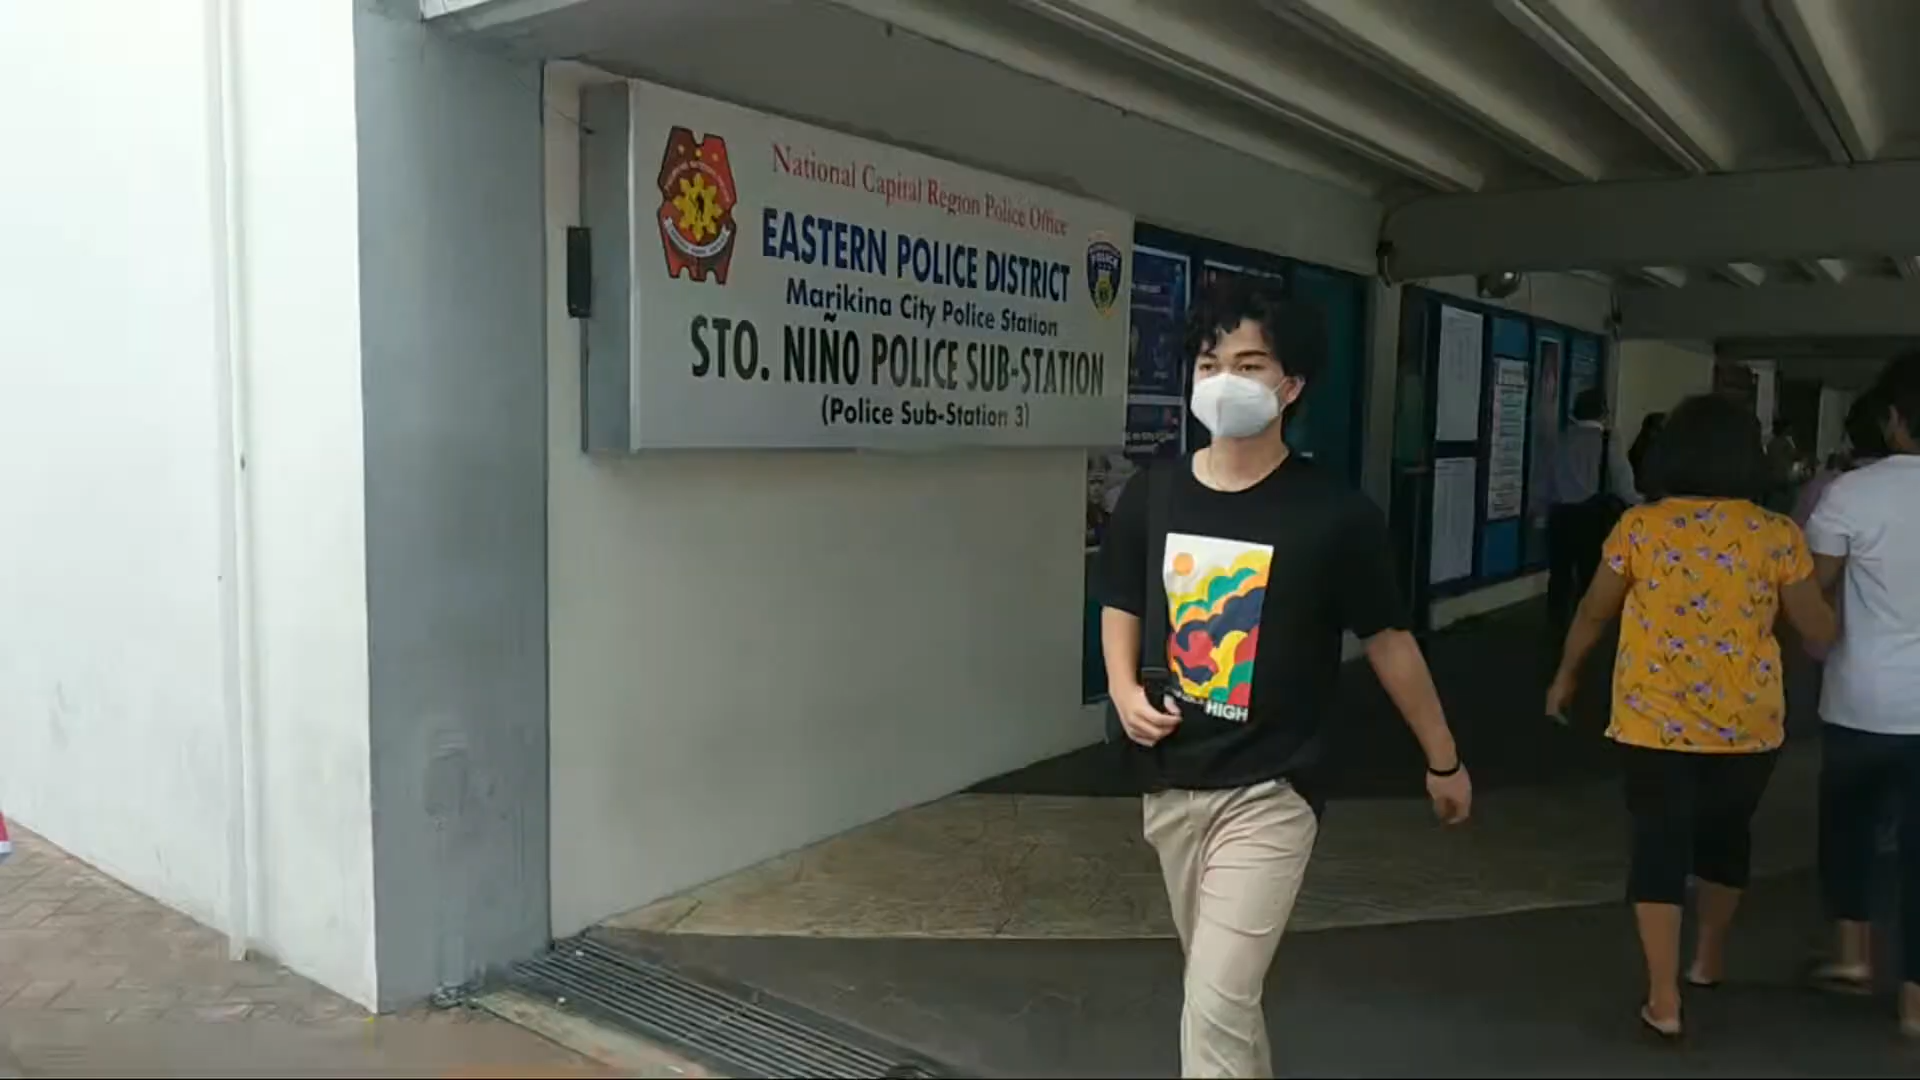 National Capital Region Police Office
EASTERN POLICE DISTRICT
Marikina City Police Station
STO. NIÑO POLICE SUB-STATION
(Police Sub-Station 3)
POLICE
HIGH